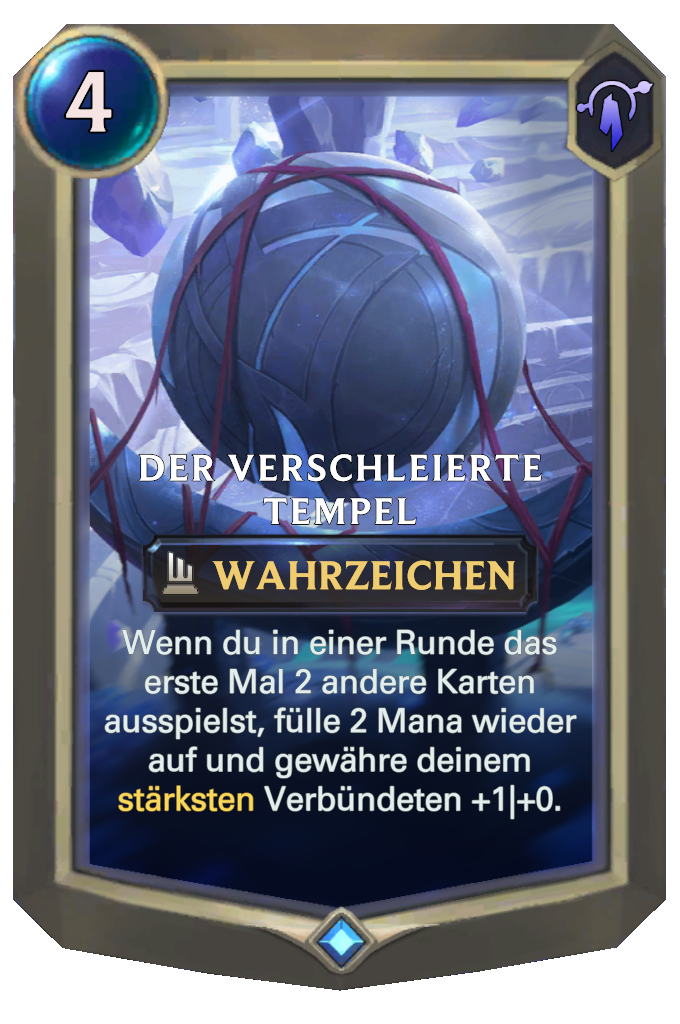 4
DER VERSCHLEIERTE
TEMPEL
WAHRZEICHEN
Wenn du in einer Runde das
erste Mal 2 andere Karten
ausspielst, fülle 2 Mana wieder
auf und gewähre deinem
stärksten Verbündeten +1|+0.